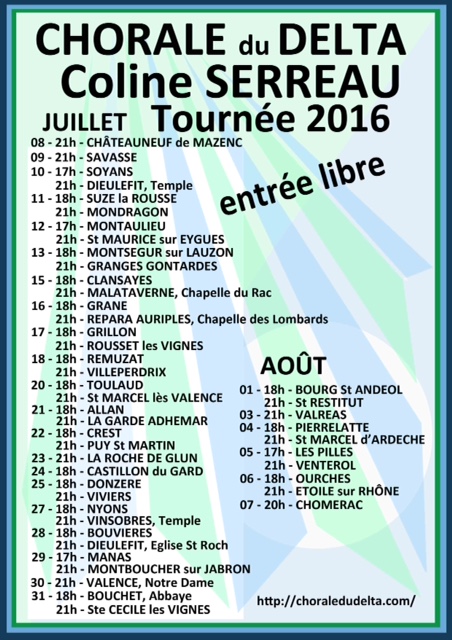 CHORALE du DELTA
Coline SERREAU
JUILLET Tournée 2016
08 - 21h - CHÂTEAUNEUF de MAZENC
09 - 21h - SAVASSE
10 - 17h - SOYANS
21h - DIEULEFIT, Temple
11 - 18h - SUZE la ROUSSE
21h - MONDRAGON
12 - 17h - MONTAULIEU
21h - St MAURICE sur EYGUES
13 - 18h - MONTSEGUR sur LAUZON
21h - GRANGES GONTARDES
15 - 18h - CLANSAYES
21h - MALATAVERNE, Chapelle du Rac
16 - 18h - GRANE
21h - REPARA AURIPLES, Chapelle des Lombards
17 - 18h - GRILLON
21h - ROUSSET les VIGNES
18 - 18h - REMUZAT
21h - VILLEPERDRIX
20 - 18h - TOULAUD
21h - St MARCEL lès VALENCE
21 - 18h - ALLAN
21h - LA GARDE ADHEMAR
22 - 18h - CREST
21h - PUY St MARTIN
23 - 21h - LA ROCHE DE GLUN
24 - 18h - CASTILLON du GARD
25 - 18h - DONZERE
21h - VIVIERS
27 - 18h - NYONS
21h - VINSOBRES, Temple
28 - 18h - BOUVIERES
21h - DIEULEFIT, Eglise St Roch
29 - 17h - MANAS
21h - MONTBOUCHER sur JABRON
30 - 21h - VALENCE, Notre Dame
31 - 18h - BOUCHET, Abbaye
21h - Ste CECILE les VIGNES
entrée libre
AOÛT
01 - 18h - BOURG St ANDEOL
21h - St RESTITUT
03 - 21h - VALREAS
04 - 18h - PIERRELATTE
21h - St MARCEL d'ARDECHE
05 - 17h - LES PILLES
21h - VENTEROL
06 - 18h - OURCHES
21h - ETOILE sur RHÔNE
07 - 20h - CHOMERAC
http://choraledudelta.com/